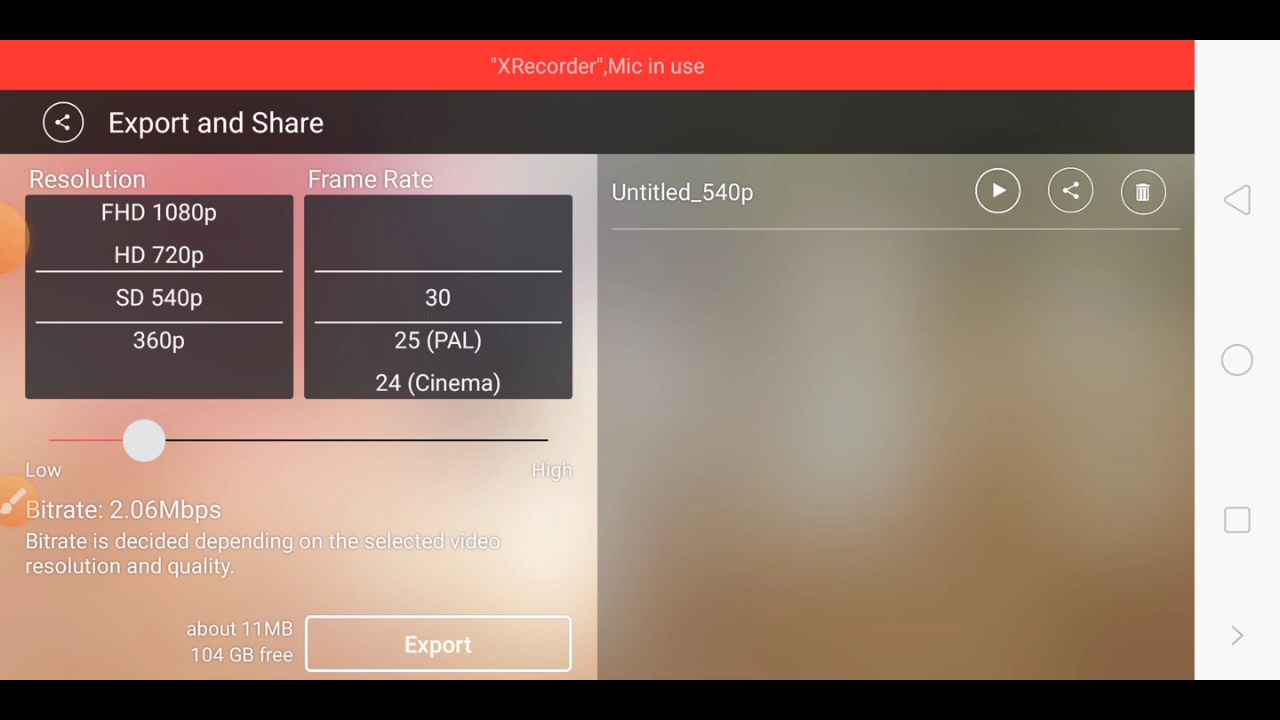 "XRecorder",Mic in use
Export and Share
Resolution
FHD 1080p
HD 720p
SD 540p
360p
Frame Rate
30
25 (PAL)
24 (Cinema)
Low
High
Bitrate: 2.06Mbps
Bitrate is decided depending on the selected video
resolution and quality.
about 11MB
104 GB free
Export
Untitled_540p